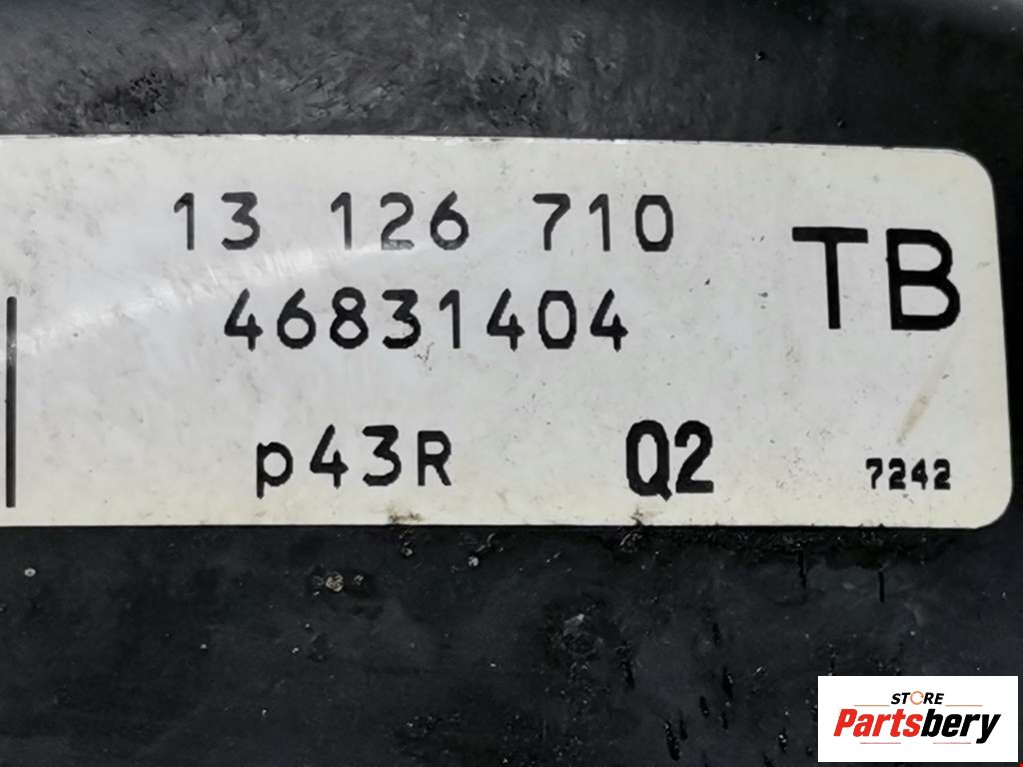 13 126 710
46831404
TB
p43R
Q2
7242
STORE
Partsbery